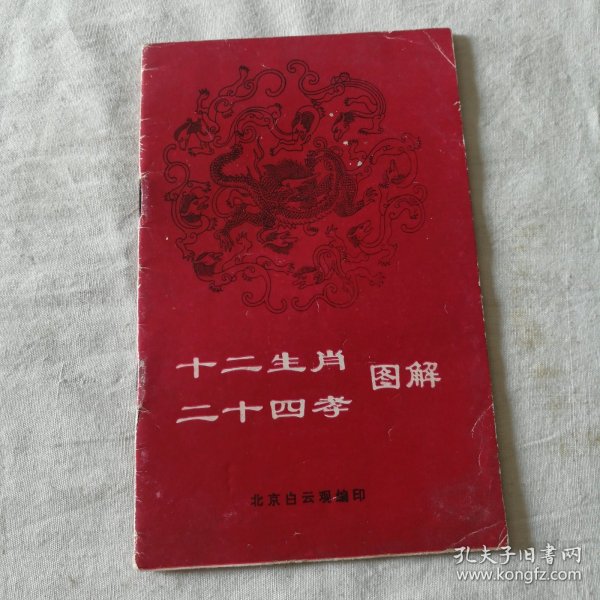 十二生肖
二十四孝
图解
北京白云观编印
孔夫子旧书网
www.kongfz.com